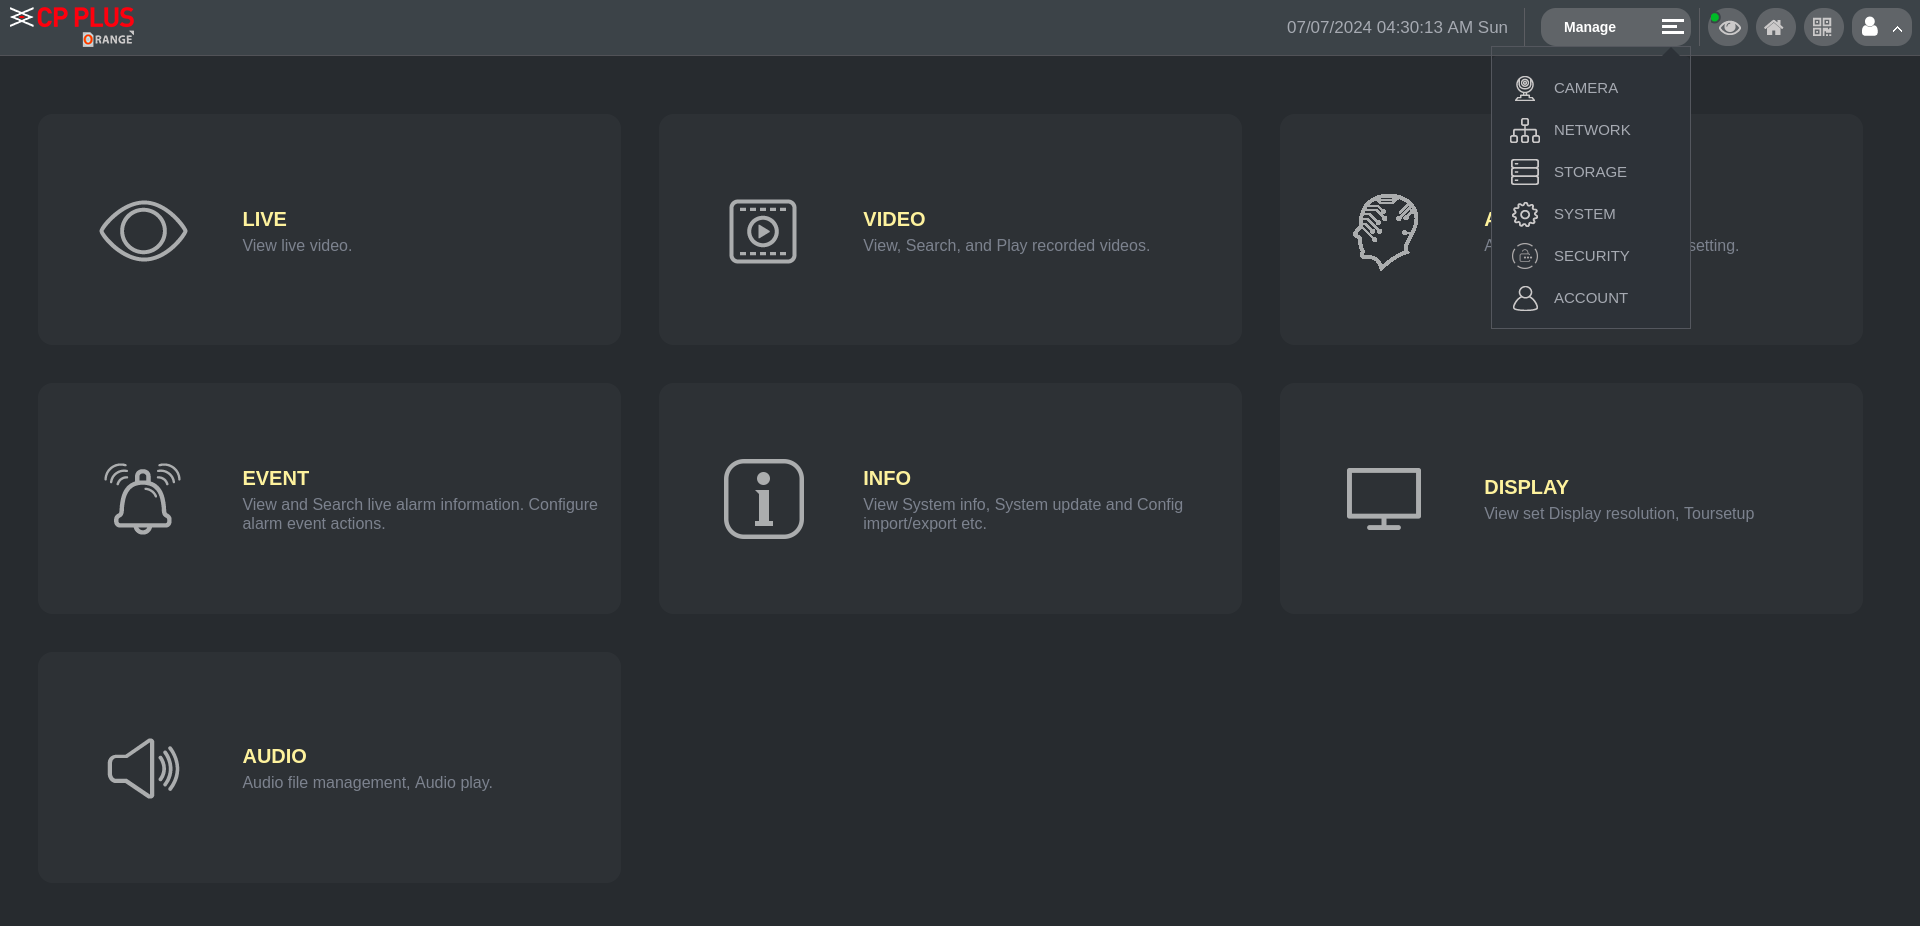 CP PLUS
ORANGE
07/07/2024 04:30:13 AM Sun
Manage
CAMERA
NETWORK
STORAGE
SYSTEM
SECURITY
ACCOUNT
LIVE
View live video.
VIDEO
View, Search, and Play recorded videos.
setting.
EVENT
View and Search live alarm information. Configure
alarm event actions.
INFO
View System info, System update and Config
import/export etc.
DISPLAY
View set Display resolution, Toursetup
AUDIO
Audio file management, Audio play.